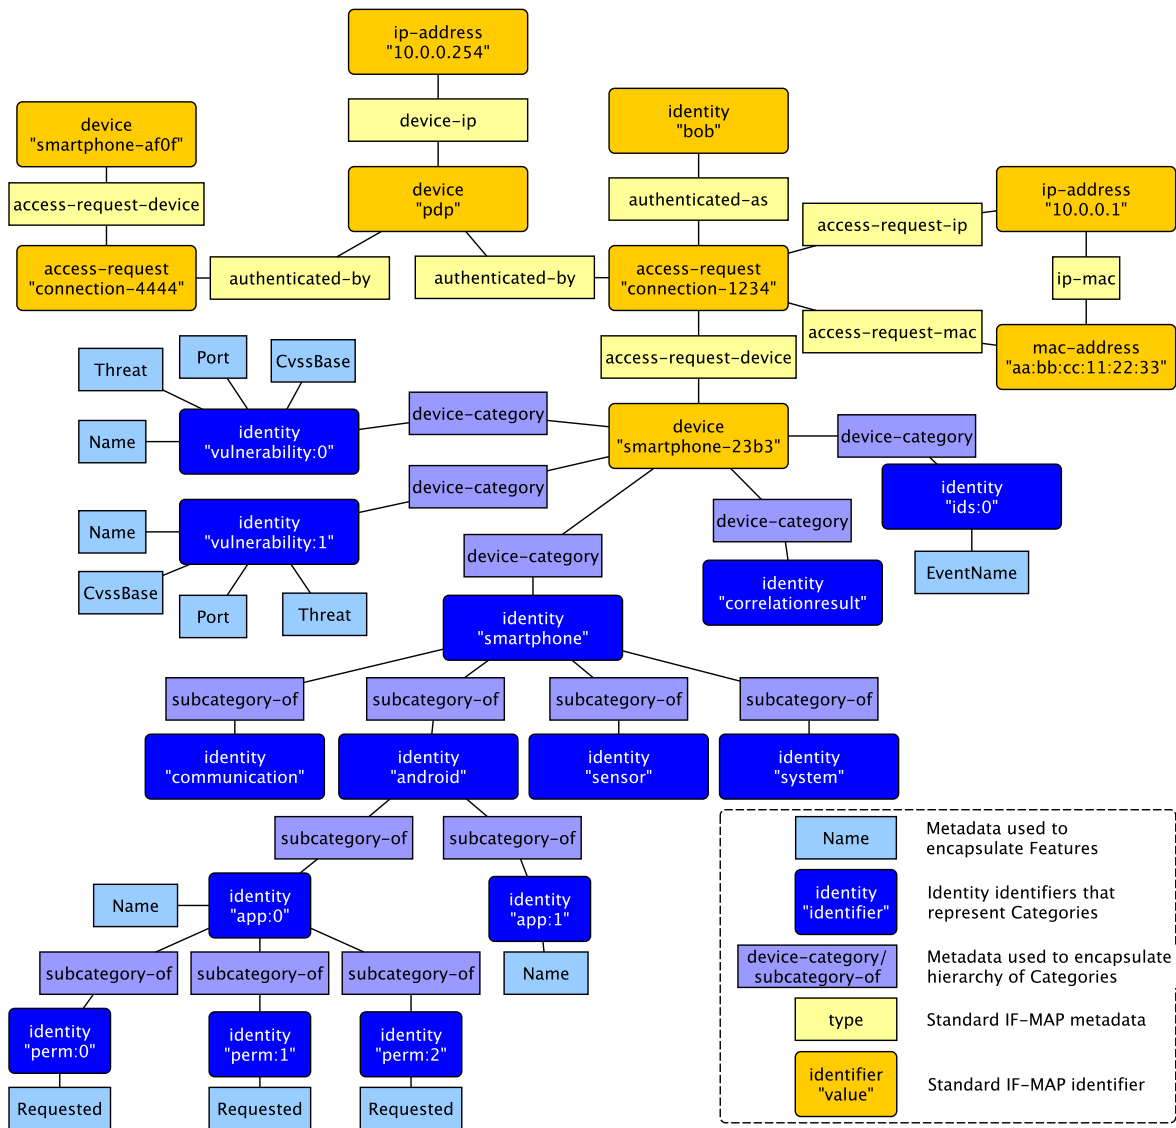 ip-address
"10.0.0.254"
device-ip
device
"smartphone-af0f"
access-request-device
access-request
"connection-4444"
authenticated-by
device
"pdp"
authenticated-by
identity
"bob"
authenticated-as
access-request
"connection-1234"
access-request-ip
ip-address
"10.0.0.1"
ip-mac
access-request-mac
mac-address
"aa:bb:cc:11:22:33"
access-request-device
device
"smartphone-23b3"
Threat
Port
CvssBase
Name
identity
"vulnerability:0"
device-category
Name
identity
"vulnerability:1"
device-category
CvssBase
Port
Threat
device-category
identity
"ids:0"
EventName
device-category
identity
"correlationresult"
device-category
identity
"smartphone"
subcategory-of
subcategory-of
subcategory-of
subcategory-of
identity
"communication"
identity
"android"
identity
"sensor"
identity
"system"
subcategory-of
subcategory-of
Name
identity
"app:0"
identity
"app:1"
Name
subcategory-of
subcategory-of
subcategory-of
identity
"perm:0"
identity
"perm:1"
identity
"perm:2"
Requested
Requested
Requested
Name
Metadata used to
encapsulate Features
identity
"identifier"
Identity identifiers that
represent Categories
device-category/
subcategory-of
Metadata used to encapsulate
hierarchy of Categories
type
Standard IF-MAP metadata
identifier
"value"
Standard IF-MAP identifier